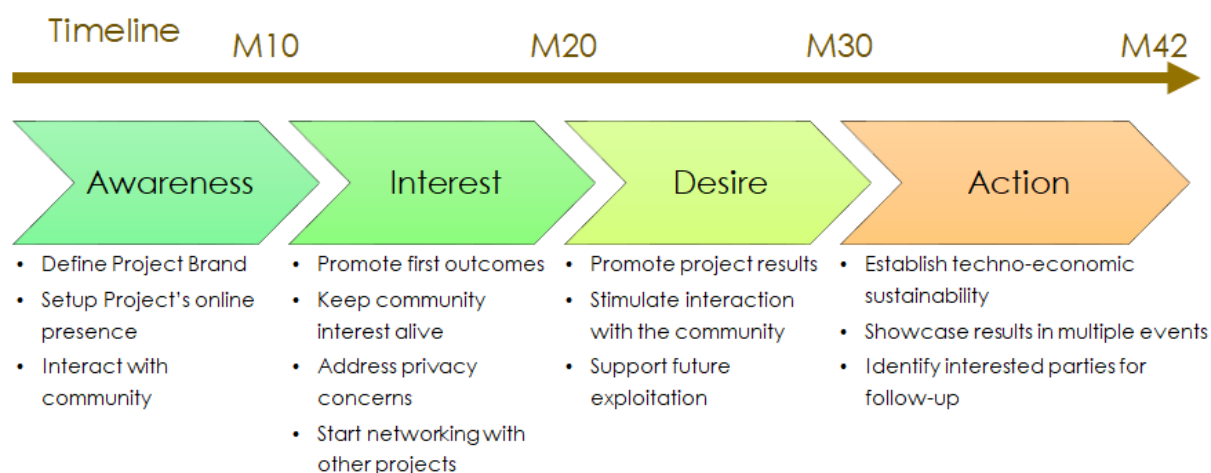 Timeline
M10
M20
M30
M42
Awareness
Interest
Desire
Action
• Define Project Brand
• Setup Project's online
presence
• Interact with
community
• Promote first outcomes
• Keep community
interest alive
• Address privacy
concerns
• Start networking with
other projects
• Promote project results
• Stimulate interaction
with the community
• Support future
exploitation
• Establish techno-economic
sustainability
• Showcase results in multiple events
• Identify interested parties for
follow-up